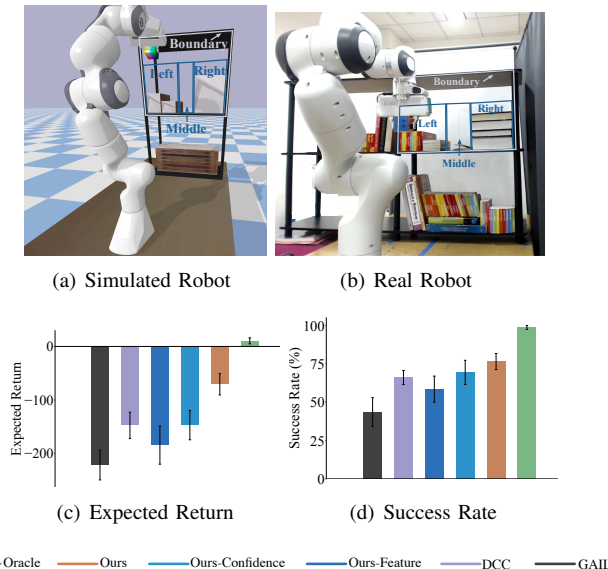 Boundary
Left
Right
Middle
Boundary
Left
Right
Middle
(a) Simulated Robot
(b) Real Robot
0
−100
−200
Expected Return
100
75
50
25
0
Success Rate (%)
(c) Expected Return
(d) Success Rate
Oracle Ours Ours-Confidence Ours-Feature DCC GAIL